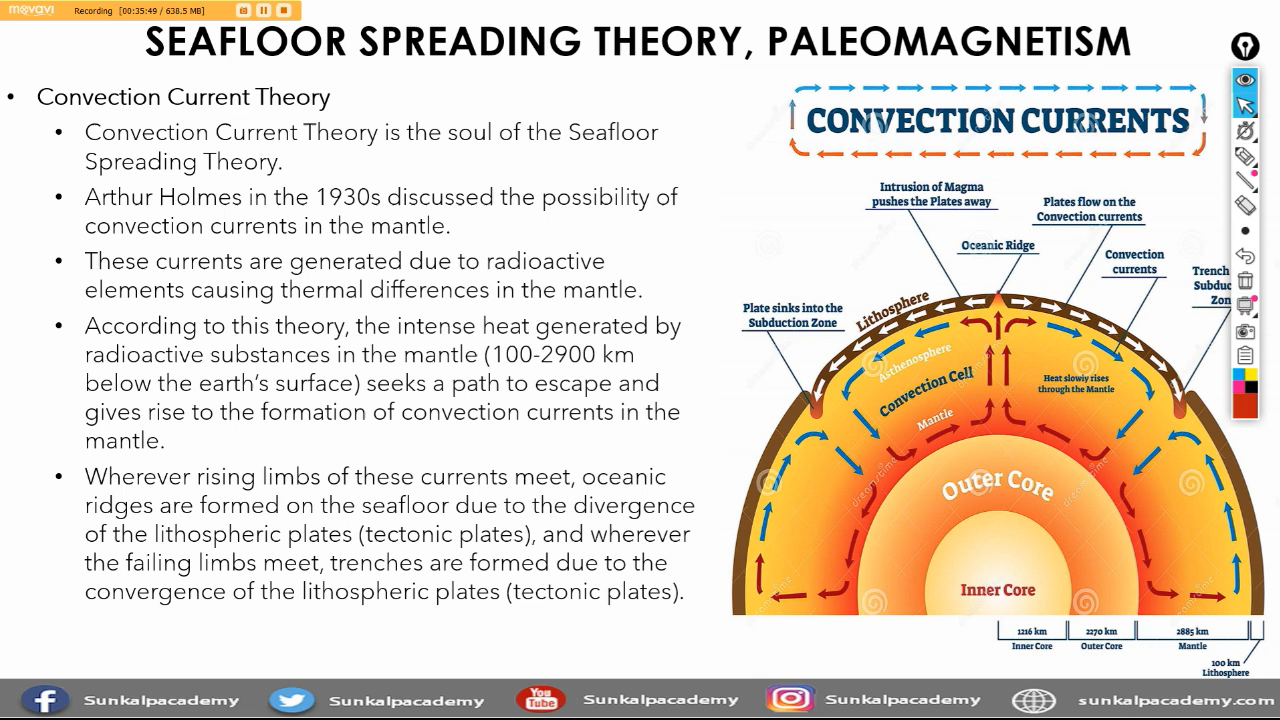 movavi
Recording [00:35:49 / 638.5 MB]
SEAFLOOR SPREADING THEORY, PALEOMAGNETISM
• Convection Current Theory
• Convection Current Theory is the soul of the Seafloor
Spreading Theory.
• Arthur Holmes in the 1930s discussed the possibility of
convection currents in the mantle.
• These currents are generated due to radioactive
elements causing thermal differences in the mantle.
• According to this theory, the intense heat generated by
radioactive substances in the mantle (100-2900 km
below the earth's surface) seeks a path to escape and
gives rise to the formation of convection currents in the
mantle.
• Wherever rising limbs of these currents meet, oceanic
ridges are formed on the seafloor due to the divergence
of the lithospheric plates (tectonic plates), and wherever
the failing limbs meet, trenches are formed due to the
convergence of the lithospheric plates (tectonic plates).
CONVECTION CURRENTS
Intrusion of Magma
pushes the Plates away
Plates flow on the
Convection currents
Oceanic Ridge
Convection
currents
Trench
Subduc
Zon
Plate sinks into the
Subduction Zone
Lithosphere
Asthenosphere
Convection Cell
Mantle
Heat slowly rises
through the Mantle
Outer Core
Inner Core
1216 km
2270 km
2885 km
Inner Core
Outer Core
Mantle
100 km
Lithosphere
dreamstime
Sunkalpacademy
Sunkalpacademy
You
Tube
Sunkalpacademy
Sunkalpacademy
sunkalpacademy.com